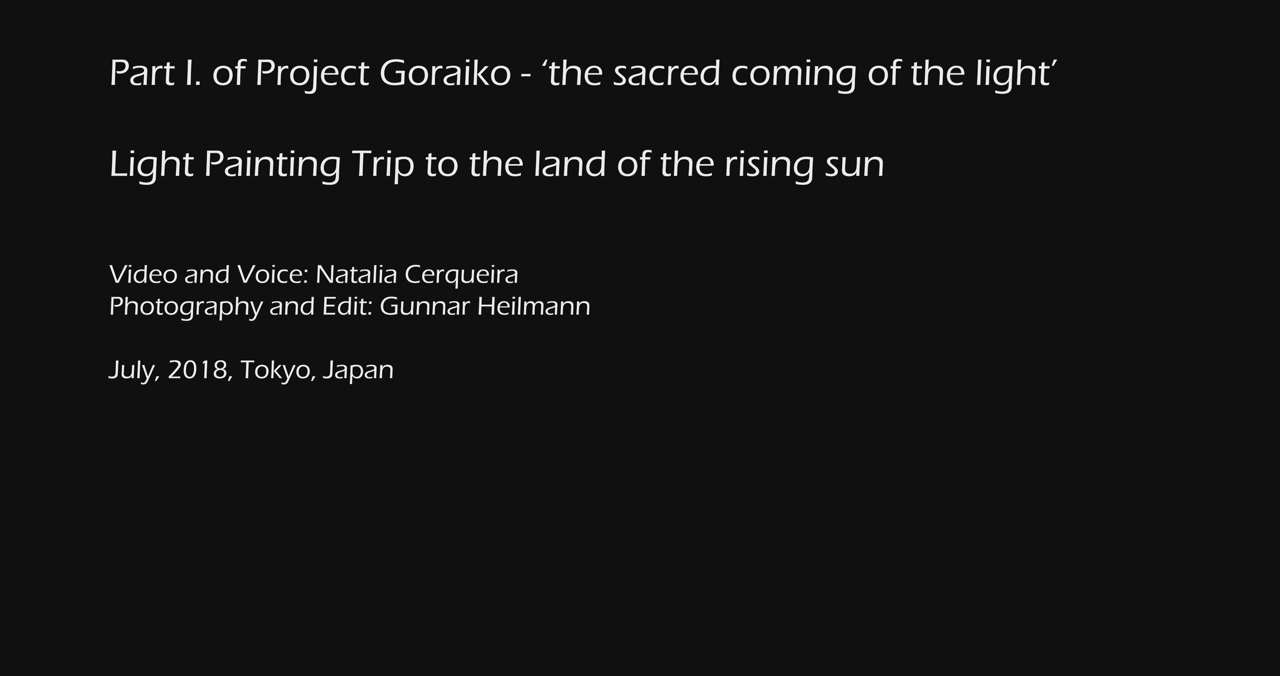 Part I. of Project Goraiko - ‘the sacred coming of the light’
Light Painting Trip to the land of the rising sun
Video and Voice: Natalia Cerqueira
Photography and Edit: Gunnar Heilmann
July, 2018, Tokyo, Japan